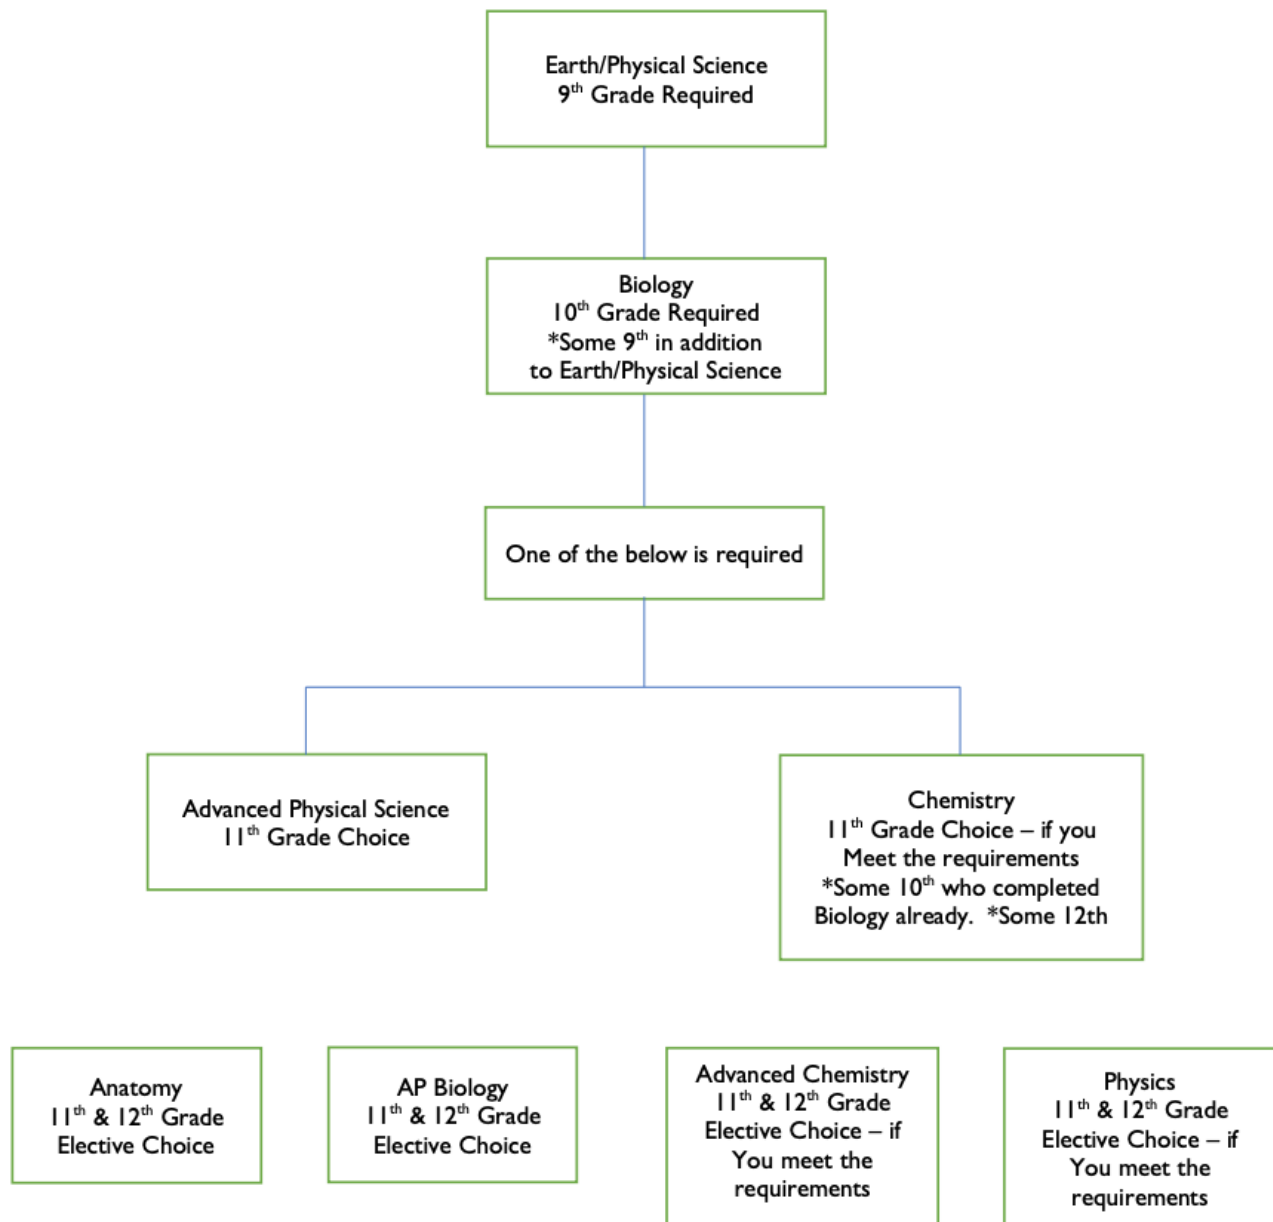 Earth/Physical Science
9th Grade Required
Biology
10th Grade Required
*Some 9th in addition
to Earth/Physical Science
One of the below is required
Advanced Physical Science
11th Grade Choice
Chemistry
11th Grade Choice – if you
Meet the requirements
*Some 10th who completed
Biology already.  *Some 12th
Anatomy
11th & 12th Grade
Elective Choice
AP Biology
11th & 12th Grade
Elective Choice
Advanced Chemistry
11th & 12th Grade
Elective Choice – if
You meet the
requirements
Physics
11th & 12th Grade
Elective Choice – if
You meet the
requirements